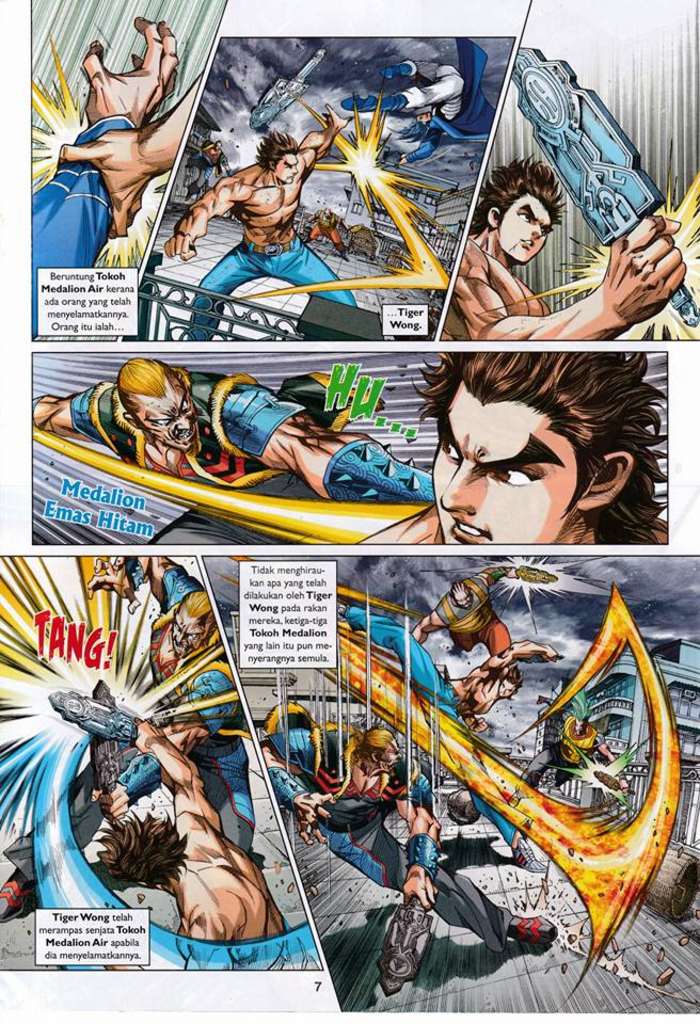 Beruntung Tokoh
Medalion Air kerana
ada orang yang telah
menyelamatkannya.
Orang itu ialah...
...Tiger
Wong.
HU....
Medalion
Emas Hitam
TANG!
Tidak menghirau-
kan apa yang telah
dilakukan oleh Tiger
Wong pada rakan
mereka, ketiga-tiga
Tokoh Medalion
yang lain itu pun me-
nyerangnya semula.
Tiger Wong telah
merampas senjata Tokoh
Medalion Air apabila
dia menyelamatkannya.
7